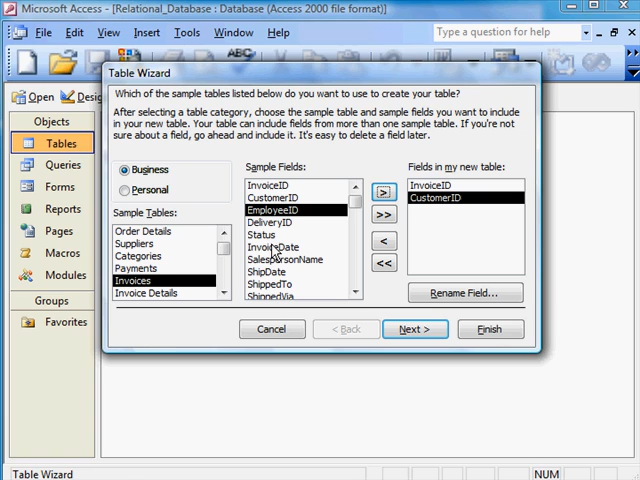 Microsoft Access - [Relational_Database : Database (Access 2000 file format)]
File Edit View Insert Tools Window Help
Type a question for help
ABC
Open
Objects
Tables
Queries
Forms
Reports
Pages
Macros
Modules
Groups
Favorites
Table Wizard
Which of the sample tables listed below do you want to use to create your table?
After selecting a table category, choose the sample table and sample fields you want to include
in your new table. Your table can include fields from more than one sample table. If you're not
sure about a field, go ahead and include it. It's easy to delete a field later.
Business
Personal
Sample Tables:
Order Details
Suppliers
Categories
Payments
Invoices
Invoice Details
Sample Fields:
InvoiceID
CustomerID
EmployeeID
DeliveryID
Status
InvoiceDate
SalespersonName
ShipDate
ShippedTo
ShippedVia
>
>>
<
<<
Fields in my new table:
InvoiceID
CustomerID
Rename Field...
Cancel
< Back
Next >
Finish
Table Wizard
NUM